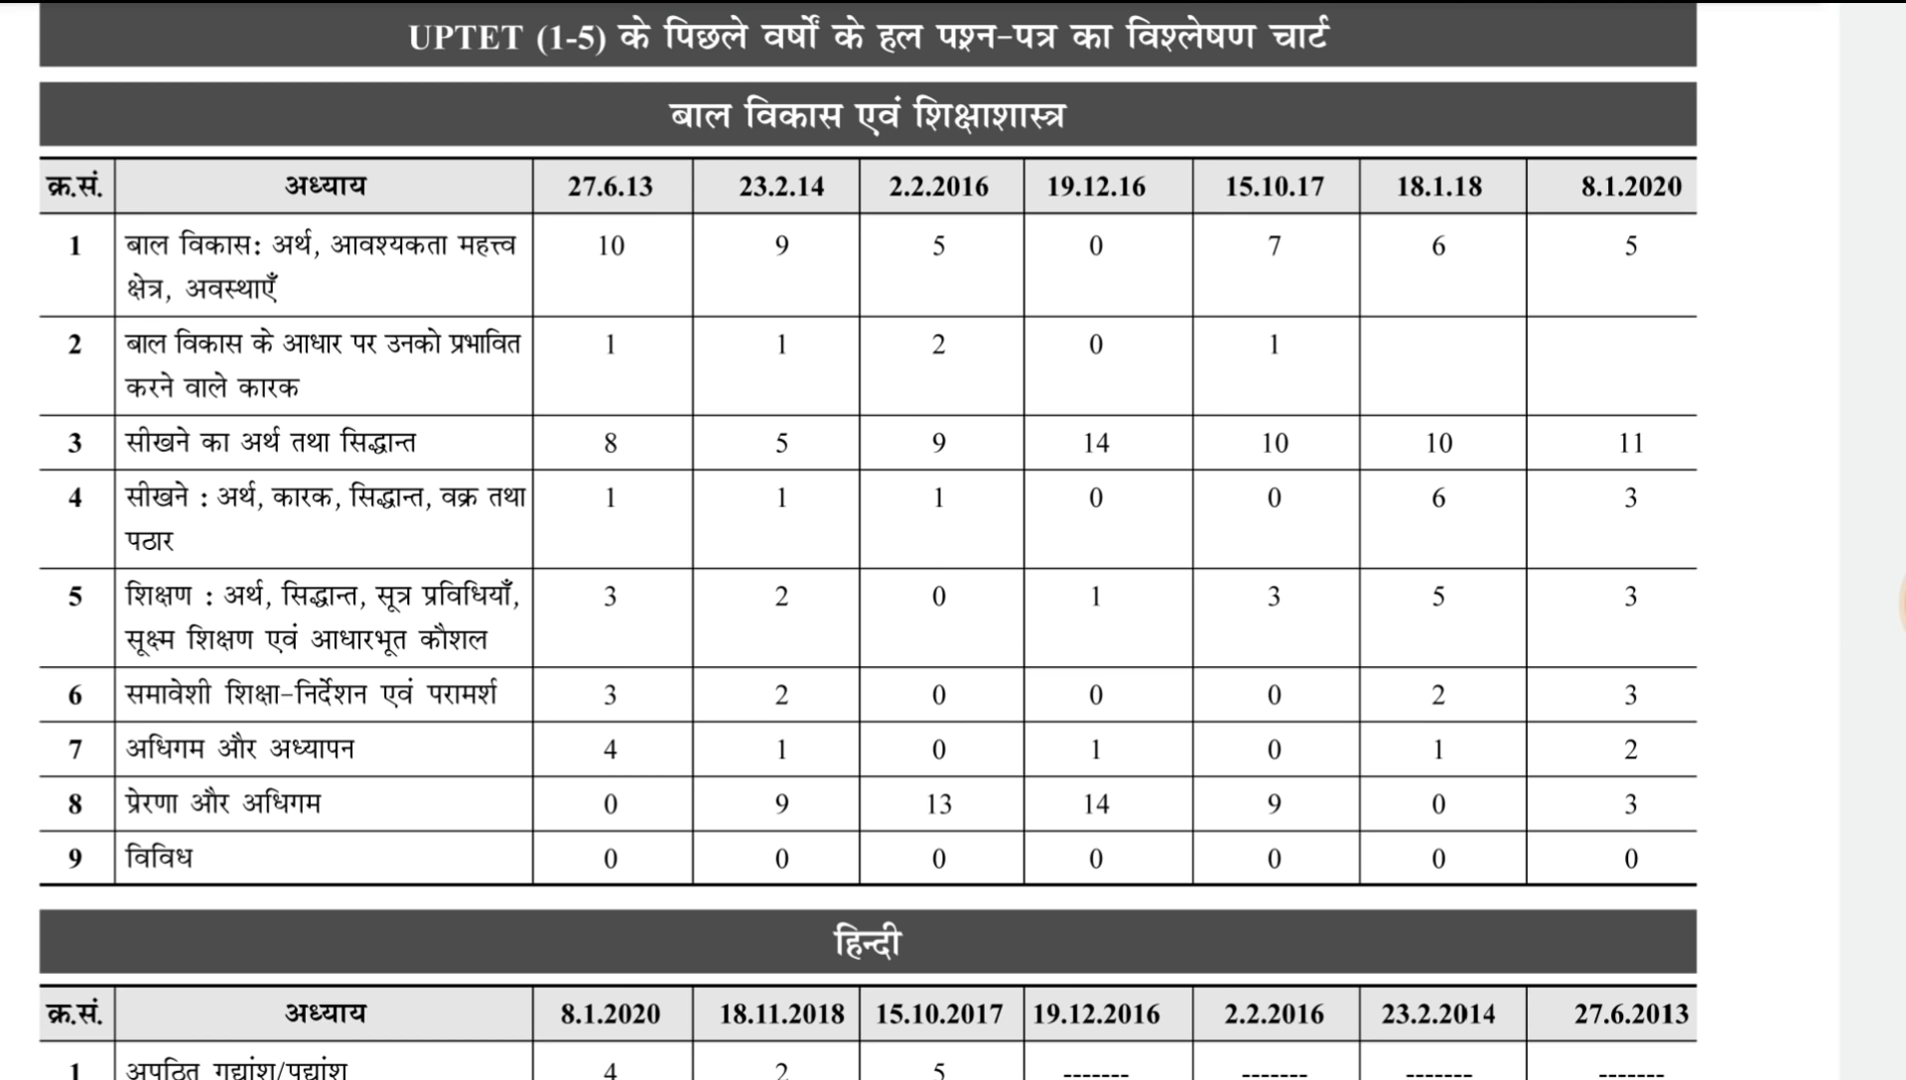 UPTET (1-5) के पिछले वर्षों के हल प्रश्न-पत्र का विश्लेषण चार्ट
बाल विकास एवं शिक्षाशास्त्र
क्र.सं. अध्याय 27.6.13 23.2.14 2.2.2016 19.12.16 15.10.17 18.1.18 8.1.2020
1 बाल विकास: अर्थ, आवश्यकता महत्त्व 10 9 5 0 7 6 5
क्षेत्र, अवस्थाएँ
2 बाल विकास के आधार पर उनको प्रभावित 1 1 2 0 1
करने वाले कारक
3 सीखने का अर्थ तथा सिद्धान्त 8 5 9 14 10 10 11
4 सीखने : अर्थ, कारक, सिद्धान्त, वक्र तथा 1 1 1 0 0 6 3
पठार
5 शिक्षण : अर्थ, सिद्धान्त, सूत्र प्रविधियाँ, 3 2 0 1 3 5 3
सूक्ष्म शिक्षण एवं आधारभूत कौशल
6 समावेशी शिक्षा-निर्देशन एवं परामर्श 3 2 0 0 0 2 3
7 अधिगम और अध्यापन 4 1 0 1 0 1 2
8 प्रेरणा और अधिगम 0 9 13 14 9 0 3
9 विविध 0 0 0 0 0 0 0
हिन्दी
क्र.सं. अध्याय 8.1.2020 18.11.2018 15.10.2017 19.12.2016 2.2.2016 23.2.2014 27.6.2013
1 अपठित गद्यांश/पद्यांश 4 2 5 ------- ------- ------- -------